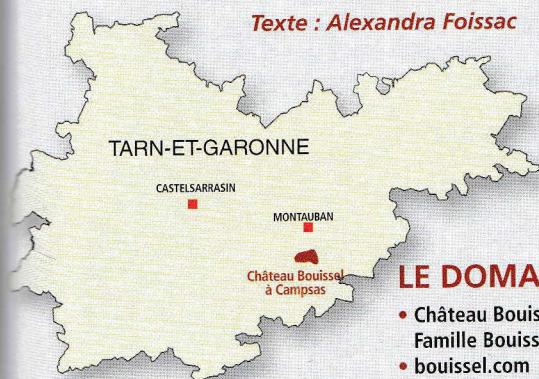 Texte : Alexandra Foissac
TARN-ET-GARONNE
CASTELSARRASIN
MONTAUBAN
Château Bouissel
à Campsas
LE DOMA
• Château Bouis
Famille Bouiss
• bouissel.com